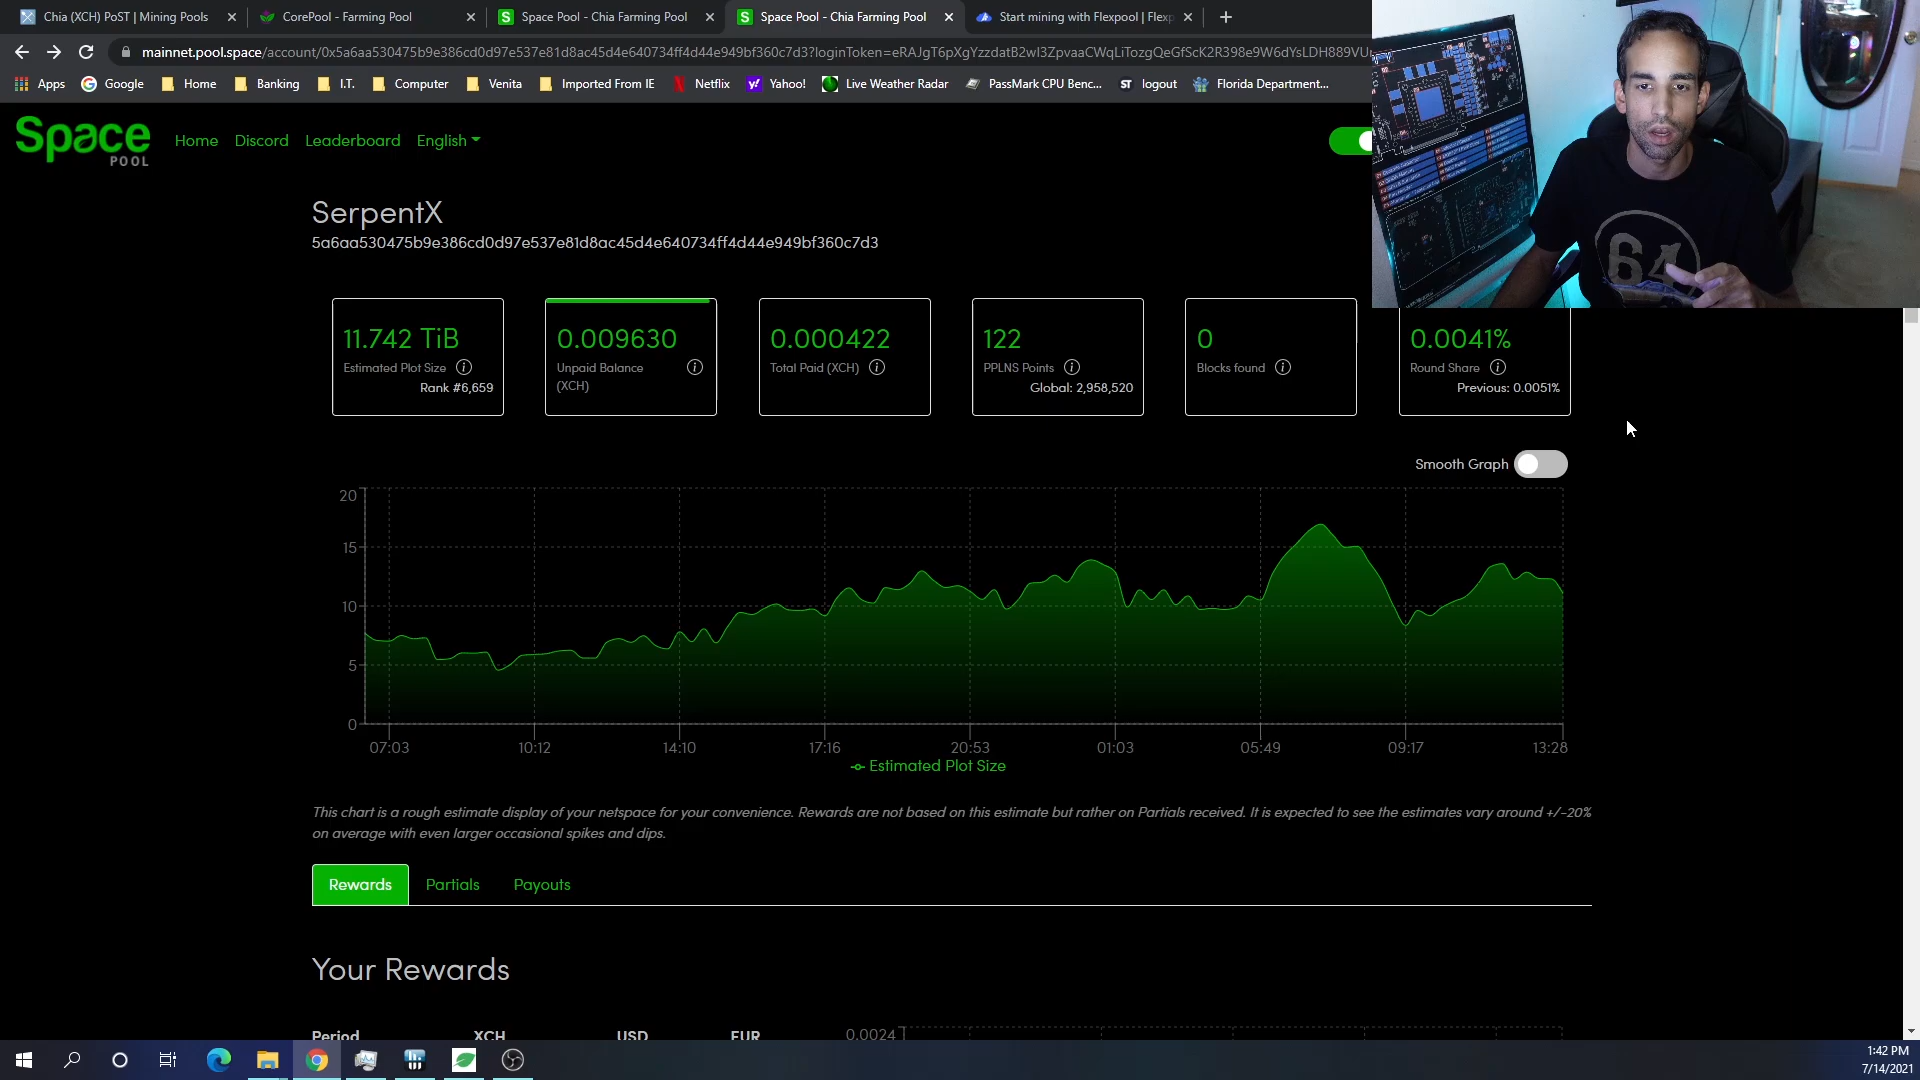 Chia (XCH) PoST | Mining Pools
CorePool - Farming Pool
Space Pool - Chia Farming Pool
Space Pool - Chia Farming Pool
Start mining with Flexpool | Flexp
mainnet.pool.space/account/0x5a6aa530475b9e386cd0d97e537e81d8ac45d4e640734ff4d44e949bf360c7d3?loginToken=eRAJgT6pXgYzzdatB2wI3ZpvaaCWqLiTozgQeGfScK2R398e9W6dYsLDH889VU
Apps Google Home Banking I.T. Computer Venita Imported From IE Netflix Yahoo! Live Weather Radar PassMark CPU Benc... logout Florida Department...
Space POOL
Home Discord Leaderboard English
SerpentX
5a6aa530475b9e386cd0d97e537e81d8ac45d4e640734ff4d44e949bf360c7d3
11.742 TiB
Estimated Plot Size
Rank #6,659
0.009630
Unpaid Balance
(XCH)
0.000422
Total Paid (XCH)
122
PPLNS Points
Global: 2,958,520
0
Blocks found
0.0041%
Round Share
Previous: 0.0051%
64
Smooth Graph
20
15
10
5
0
07:03 10:12 14:10 17:16 20:53 01:03 05:49 09:17 13:28
Estimated Plot Size
This chart is a rough estimate display of your netspace for your convenience. Rewards are not based on this estimate but rather on Partials received. It is expected to see the estimates vary around +/-20%
on average with even larger occasional spikes and dips.
Rewards Partials Payouts
Your Rewards
Period XCH USD EUR
0.0024
1:42 PM
7/14/2021